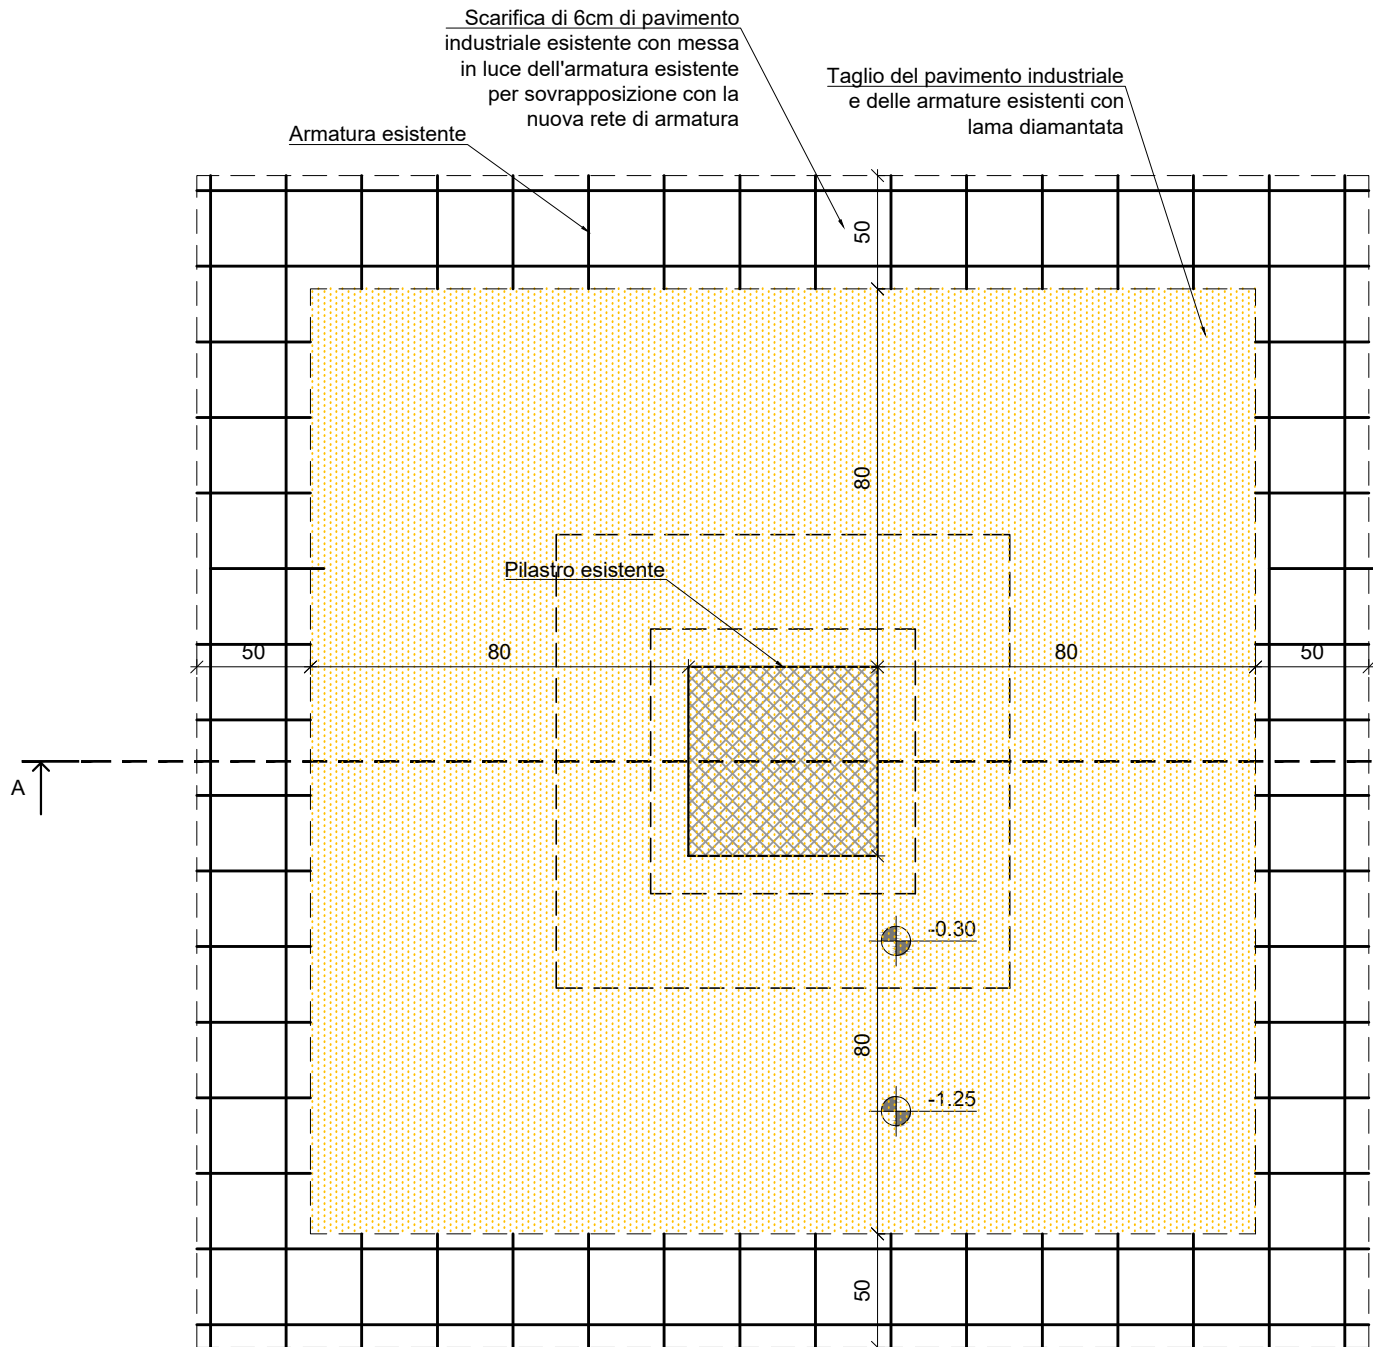 Scarifica di 6cm di pavimento
industriale esistente con messa
in luce dell'armatura esistente
per sovrapposizione con la
nuova rete di armatura
Taglio del pavimento industriale
e delle armature esistenti con
lama diamantata
Armatura esistente
50
80
Pilastro esistente
50
80
80
50
A
-0.30
80
-1.25
50